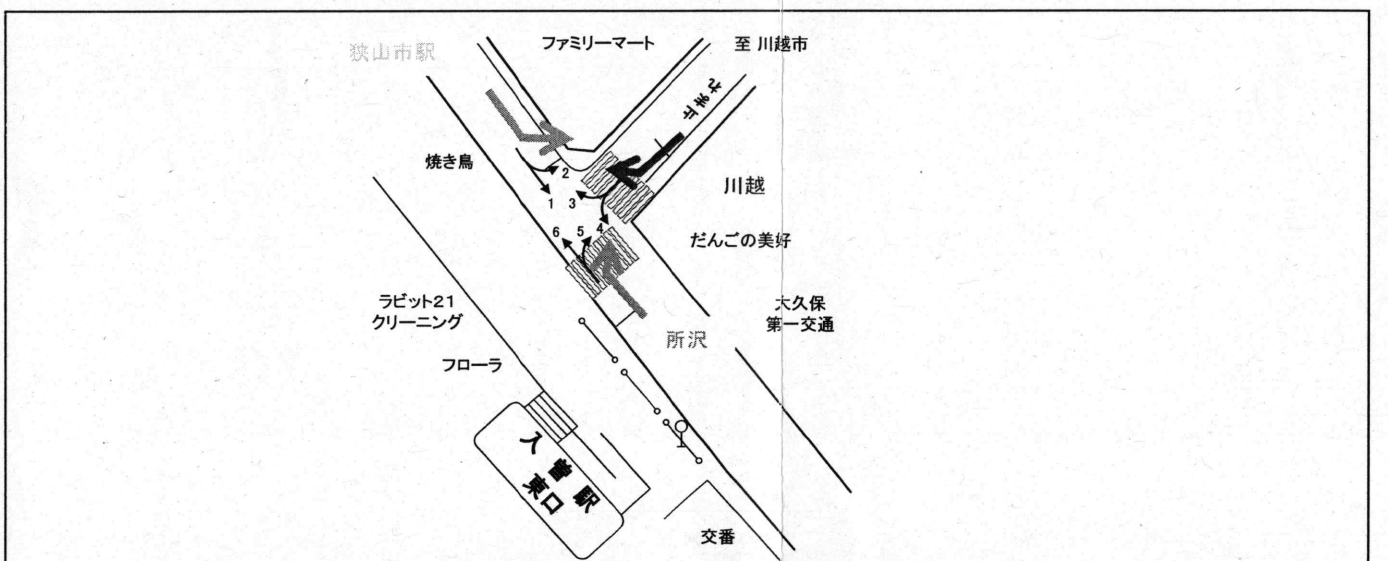 狭山市駅
ファミリーマート
至 川越市
焼き鳥
2
川越
1
3
6
5
4
だんごの美好
ラビット21
クリーニング
大久保
第一交通
所沢
フローラ
入曽駅
東口
交番